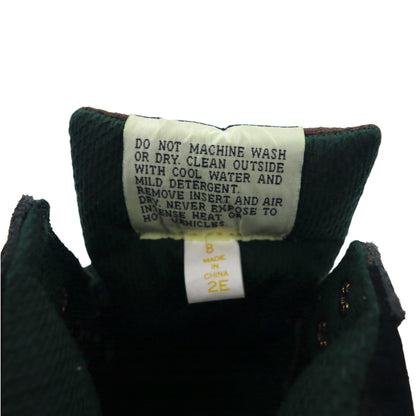 DO NOT MACHINE WASH
OR DRY. CLEAN OUTSIDE
WITH COOL WATER AND
MILD DETERGENT.
REMOVE INSERT AND AIR
DRY. NEVER EXPOSE TO
INTENSE HEAT OR
VEHICLES.
8
MADE IN
CHINA
2E